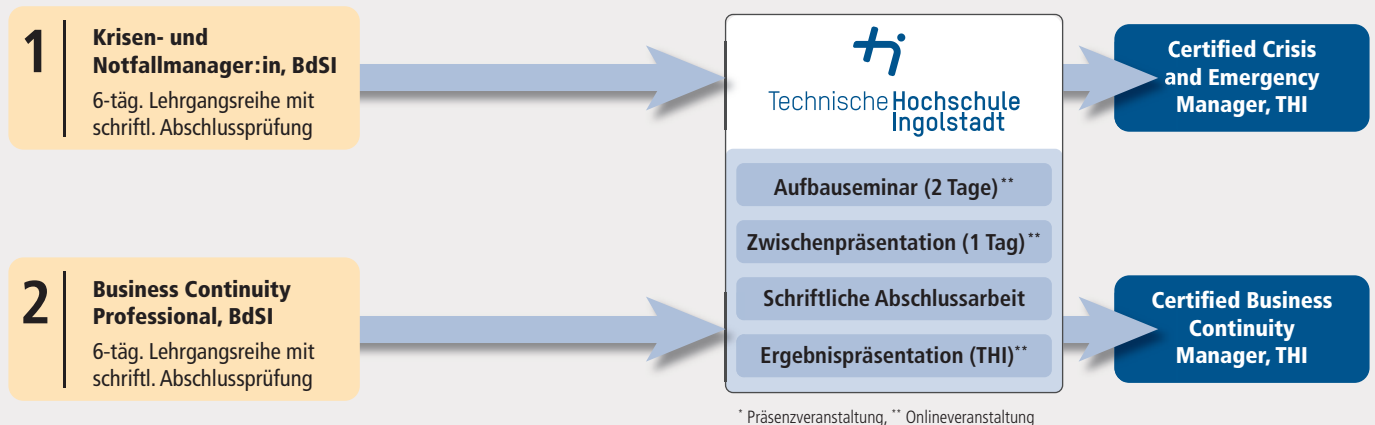 1
Krisen- und
Notfallmanager:in, BdSI
6-täg. Lehrgangsreihe mit
schriftl. Abschlussprüfung
Technische Hochschule
Ingolstadt
Certified Crisis
and Emergency
Manager, THI
Aufbauseminar (2 Tage)**
Zwischenpräsentation (1 Tag)**
Schriftliche Abschlussarbeit
Ergebnispräsentation (THI)**
2
Business Continuity
Professional, BdSI
6-täg. Lehrgangsreihe mit
schriftl. Abschlussprüfung
Certified Business
Continuity
Manager, THI
* Präsenzveranstaltung, ** Onlineveranstaltung